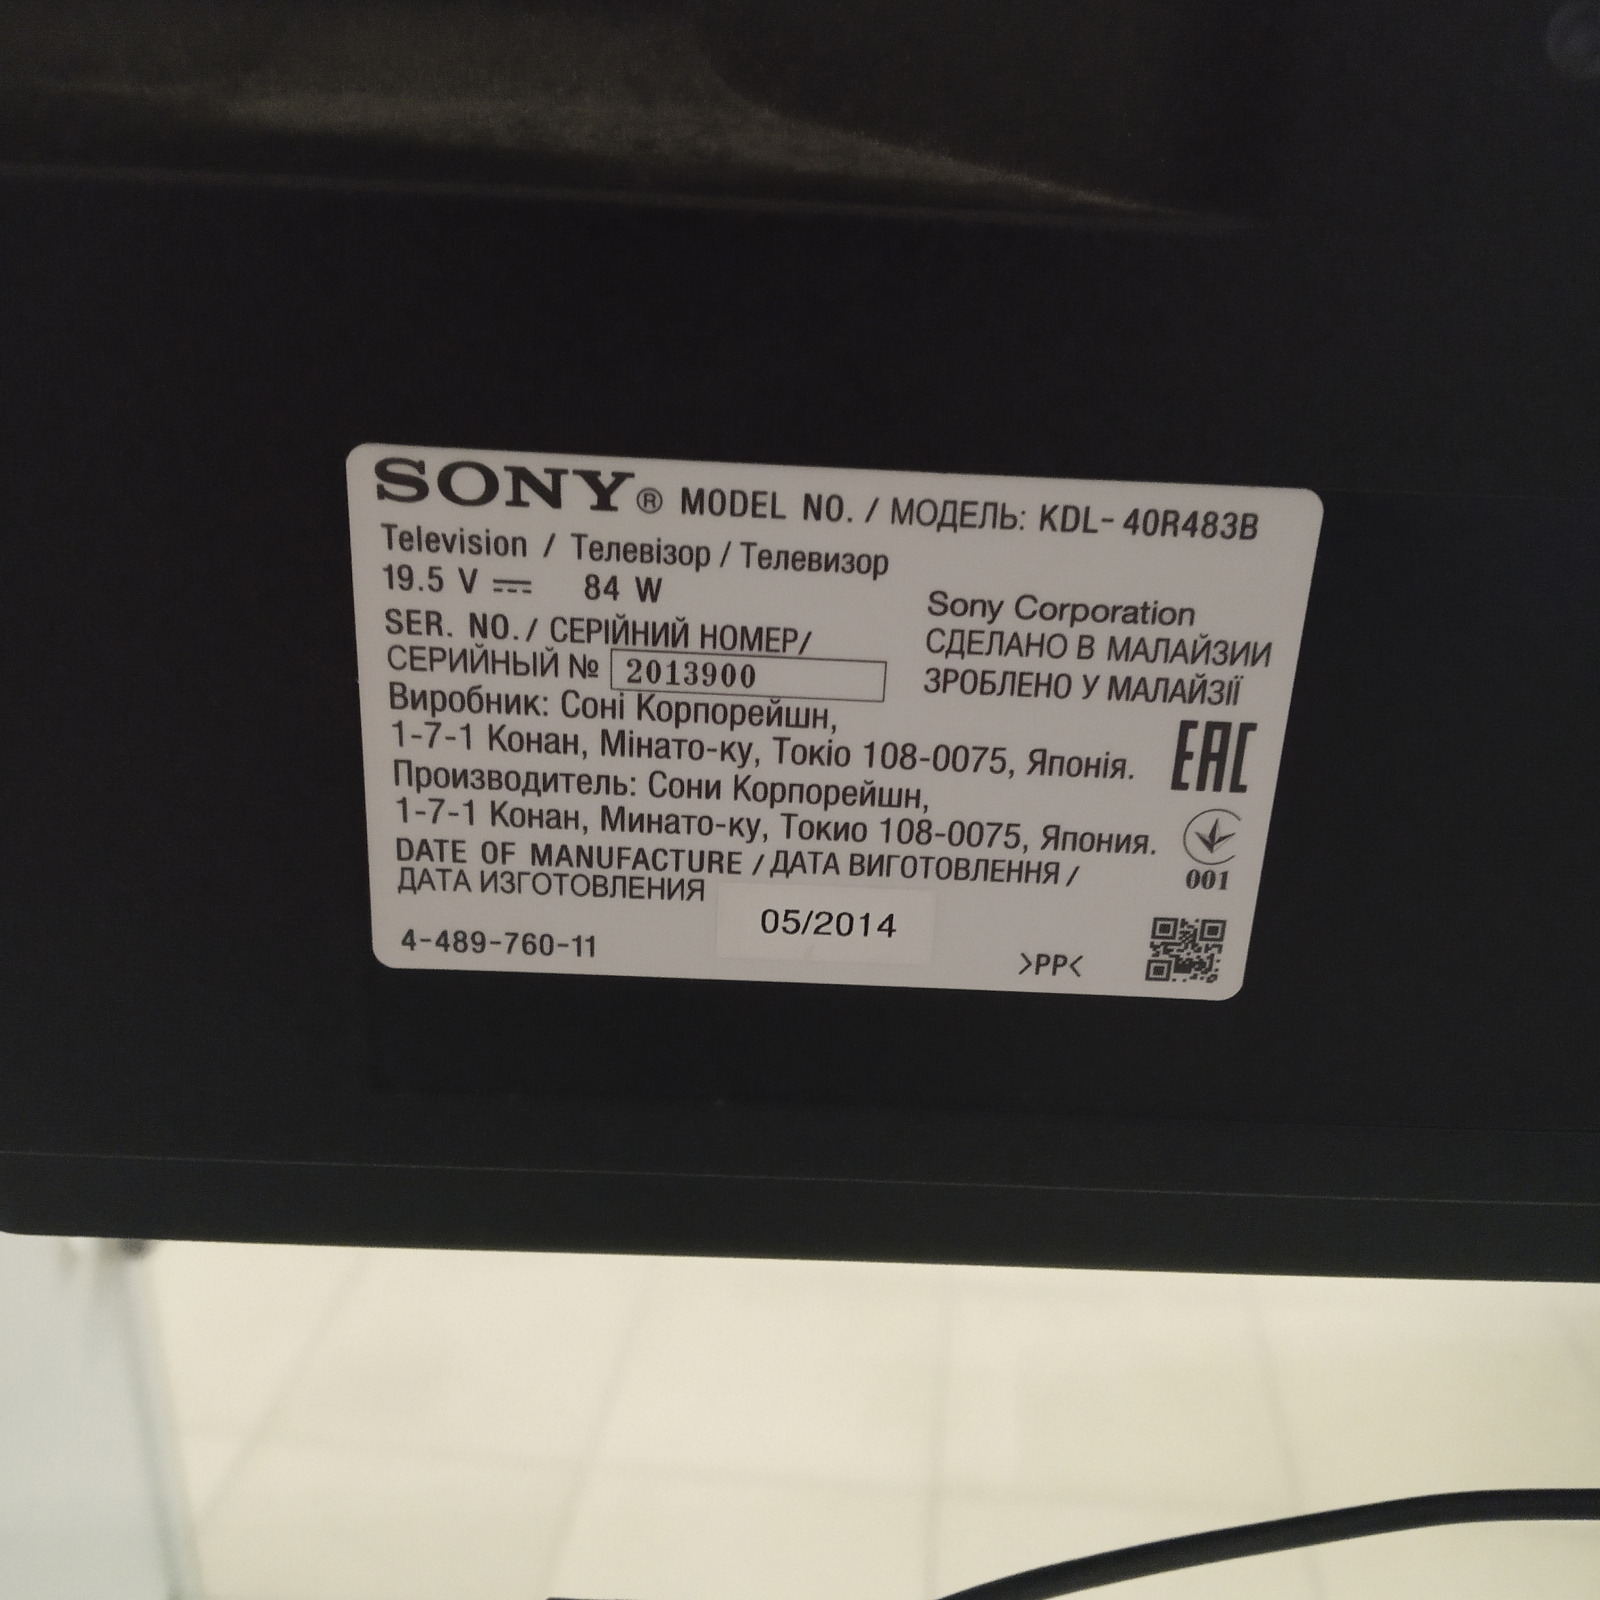 SONY® MODEL NO. / МОДЕЛЬ: KDL-40R483B
Television / Телевізор / Телевизор
19.5 V ⎓ 84 W
Sony Corporation
СДЕЛАНО В МАЛАЙЗИИ
ЗРОБЛЕНО У МАЛАЙЗІЇ
SER. NO. / СЕРІЙНИЙ НОМЕР/
СЕРИЙНЫЙ № 2013900
Виробник: Соні Корпорейшн,
1-7-1 Конан, Мінато-ку, Токіо 108-0075, Японія.
Производитель: Сони Корпорейшн,
1-7-1 Конан, Минато-ку, Токио 108-0075, Япония.
EAC
001
DATE OF MANUFACTURE / ДАТА ВИГОТОВЛЕННЯ /
ДАТА ИЗГОТОВЛЕНИЯ
05/2014
4-489-760-11
>PP<